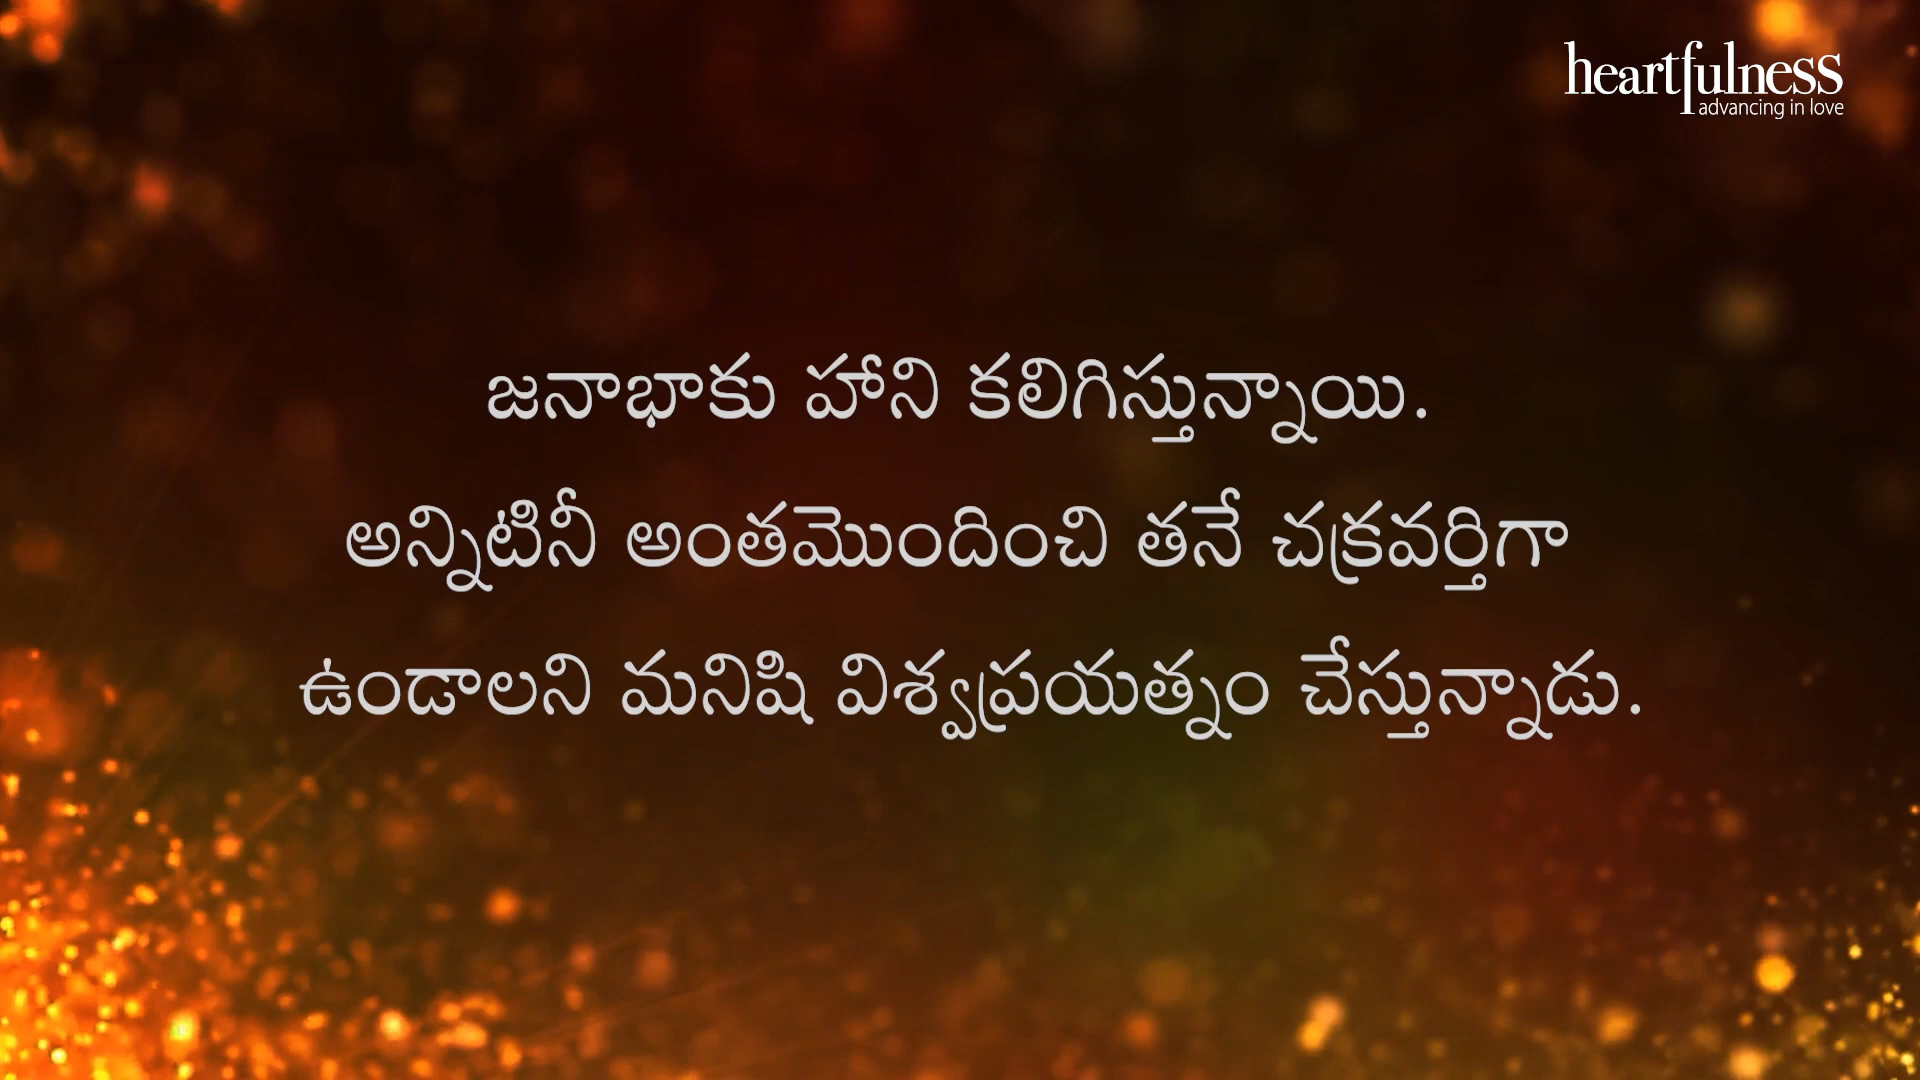 heartfulness
advancing in love
జనాభాకు హాని కలిగిస్తున్నాయి.
అన్నిటినీ అంతమొందించి తనే చక్రవర్తిగా
ఉండాలని మనిషి విశ్వప్రయత్నం చేస్తున్నాడు.